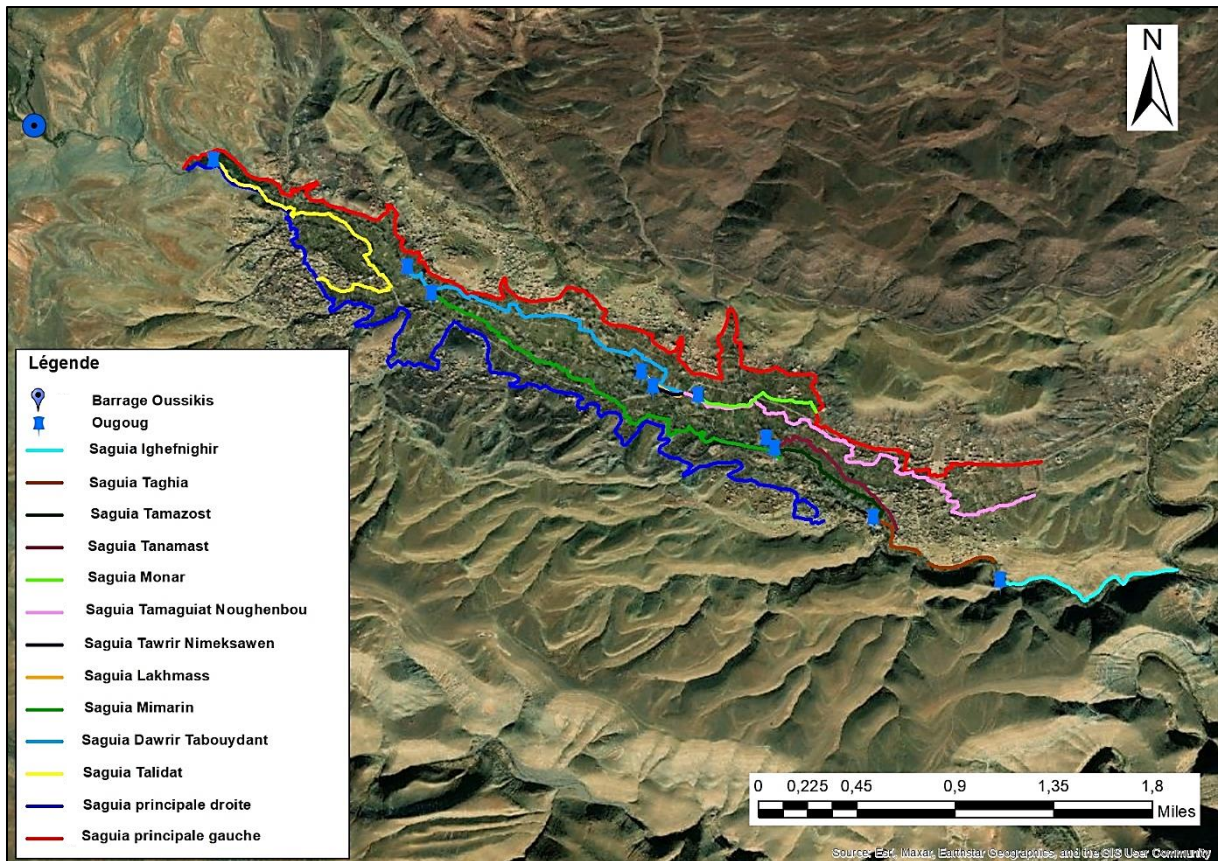 N
Légende
Barrage Oussikis
Ougoug
Saguia Ighefnighir
Saguia Taghia
Saguia Tamazost
Saguia Tanamast
Saguia Monar
Saguia Tamaguiat Noughenbou
Saguia Tawrir Nimeksawen
Saguia Lakhmass
Saguia Mimarin
Saguia Dawrir Tabouydant
Saguia Talidat
Saguia principale droite
Saguia principale gauche
0 0,225 0,45 0,9 1,35 1,8
Miles
Source: Esri, Maxar, Earthstar Geographics, and the GIS User Community